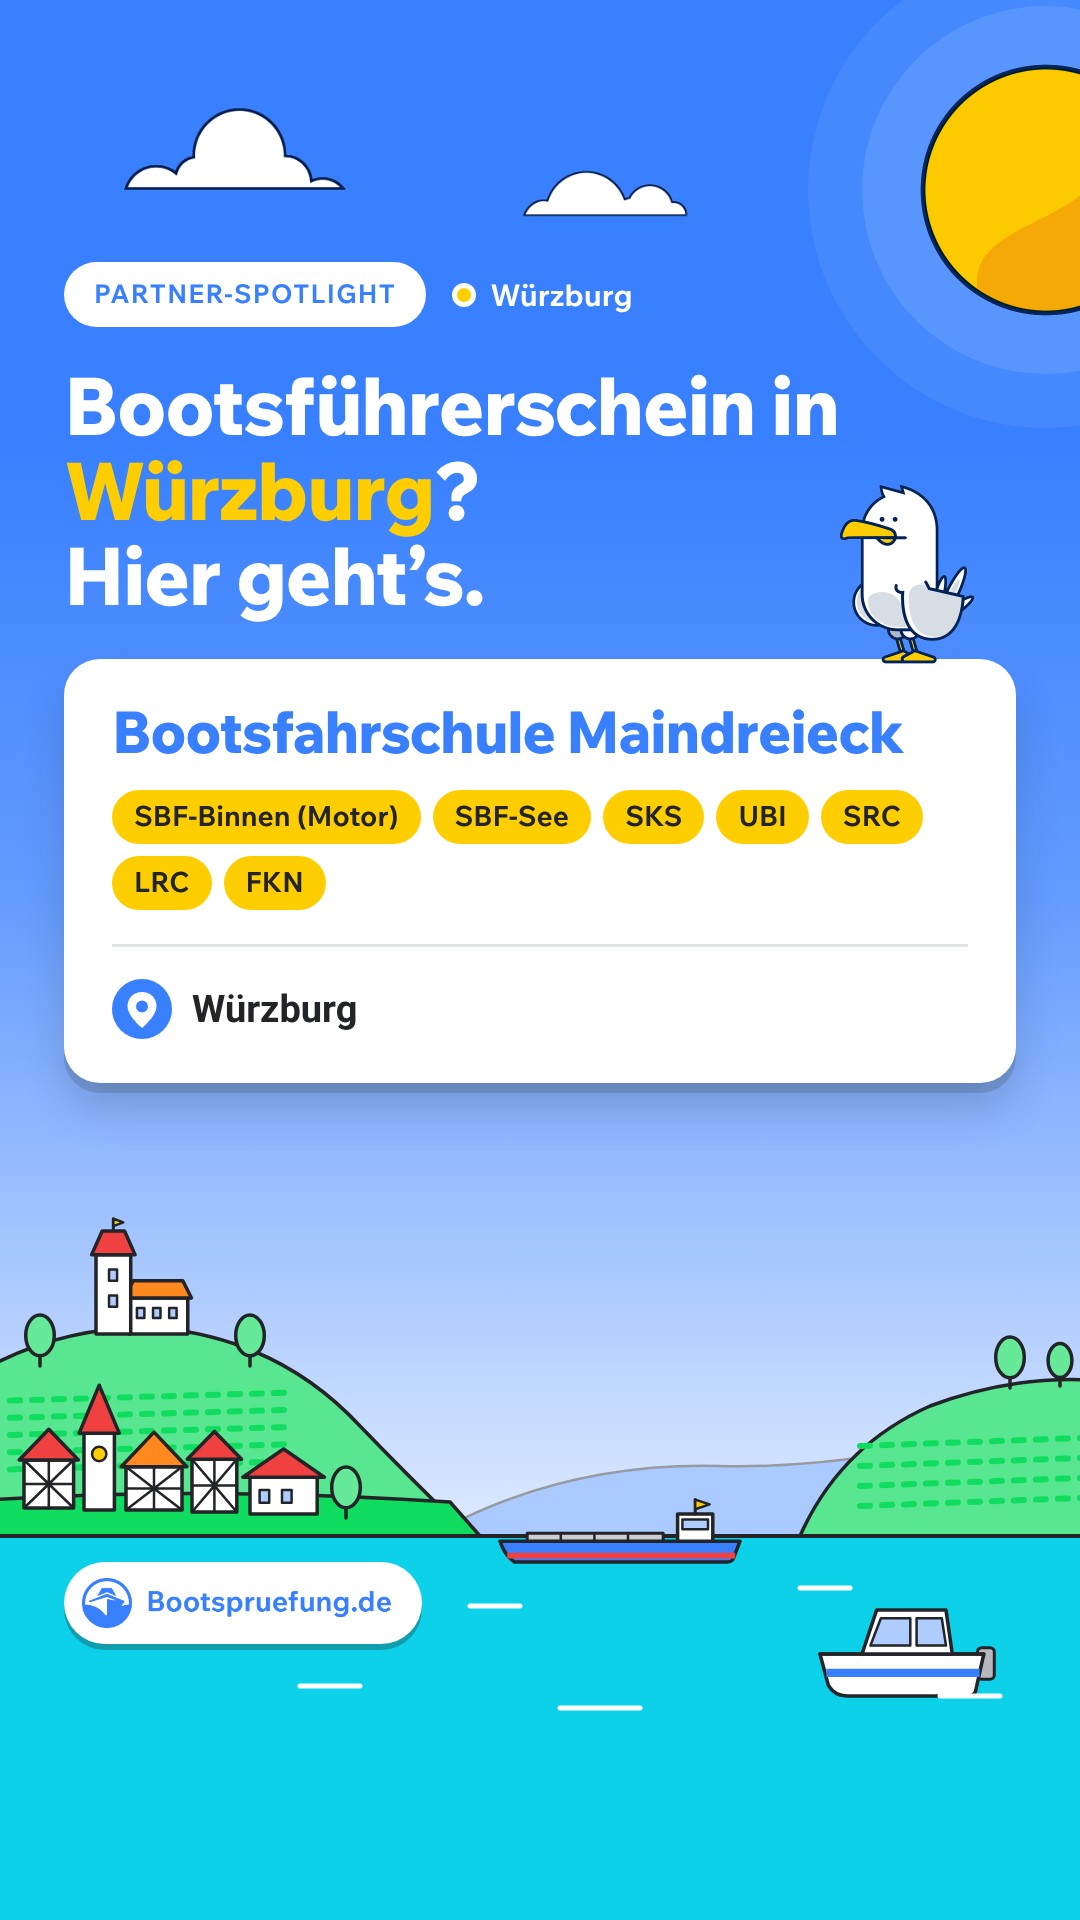 PARTNER-SPOTLIGHT Würzburg
Bootsführerschein in
Würzburg?
Hier geht’s.
Bootsfahrschule Maindreieck
SBF-Binnen (Motor) SBF-See SKS UBI SRC
LRC FKN
Würzburg
Bootspruefung.de